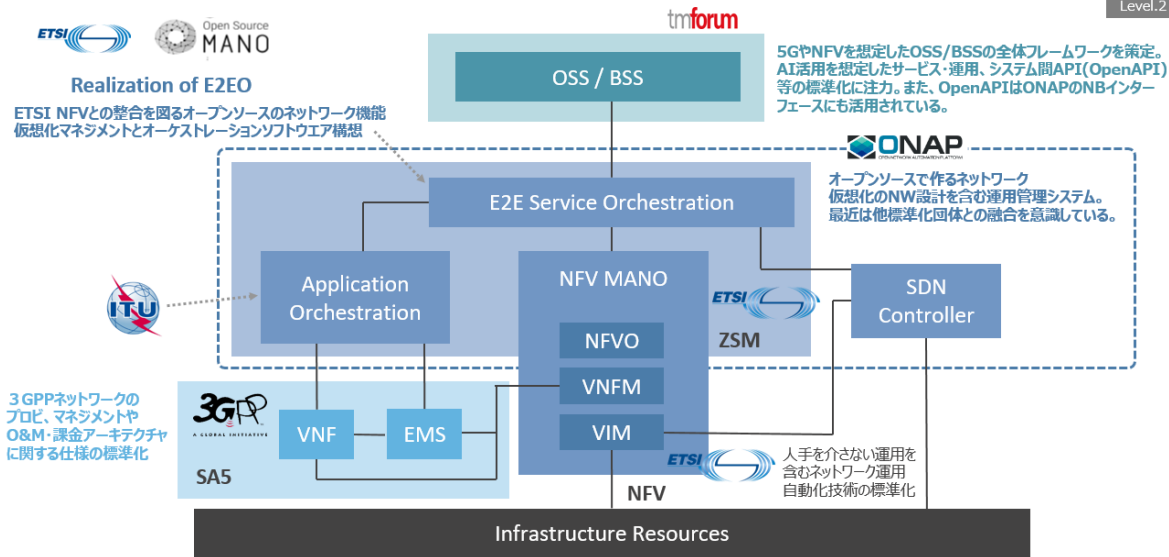 Level.2
ETSI
Open Source
MANO
tmforum
Realization of E2EO
ETSI NFVとの整合を図るオープンソースのネットワーク機能
仮想化マネジメントとオーケストレーションソフトウエア構想
OSS / BSS
5GやNFVを想定したOSS/BSSの全体フレームワークを策定。
AI活用を想定したサービス・運用、システム間API(OpenAPI)
等の標準化に注力。また、OpenAPIはONAPのNBインター
フェースにも活用されている。
ONAP
OPEN NETWORK AUTOMATION PLATFORM
オープンソースで作るネットワーク
仮想化のNW設計を含む運用管理システム。
最近は他標準化団体との融合を意識している。
E2E Service Orchestration
ITU
Application
Orchestration
NFV MANO
NFVO
VNFM
VIM
ETSI
ZSM
SDN
Controller
3GPPネットワークの
プロビ、マネジメントや
O&M・課金アーキテクチャ
に関する仕様の標準化
3GPP
A GLOBAL INITIATIVE
VNF
EMS
SA5
ETSI
NFV
人手を介さない運用を
含むネットワーク運用
自動化技術の標準化
Infrastructure Resources